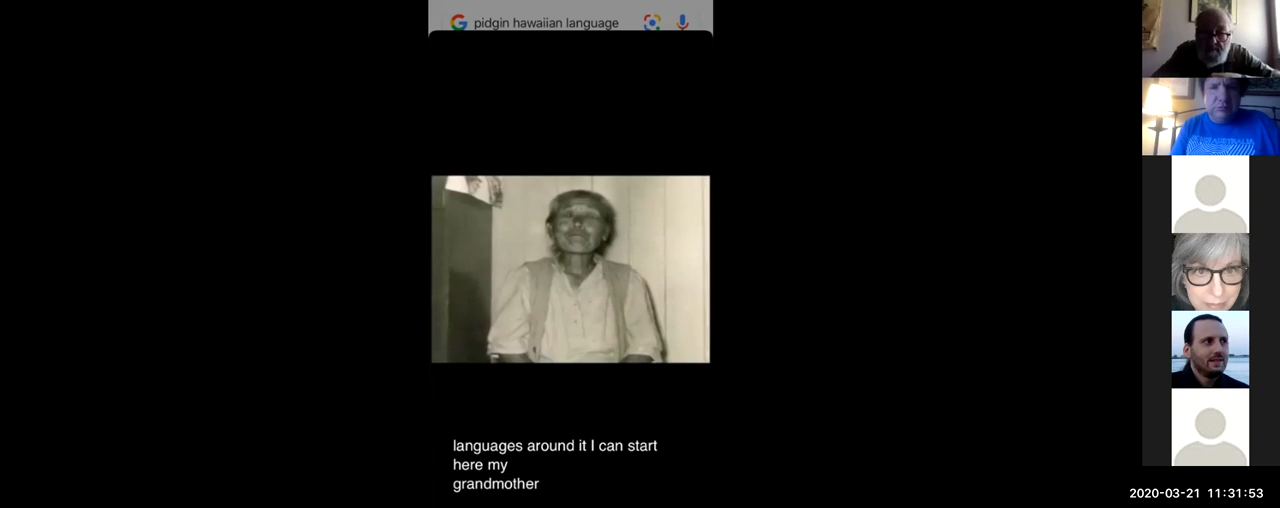 pidgin hawaiian language
languages around it I can start
here my
grandmother
2020-03-21 11:31:53